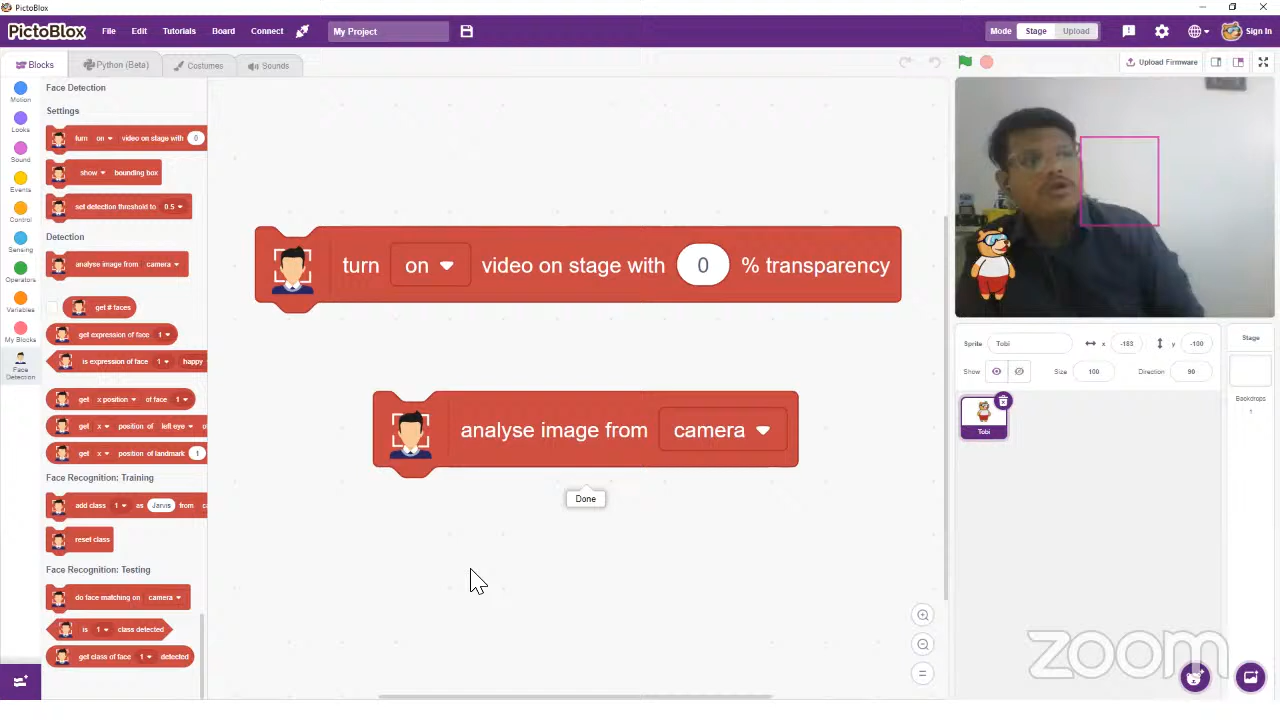 PictoBlox File Edit Tutorials Board Connect My Project Mode Stage Upload Sign In
Blocks Python (Beta) Costumes Sounds Upload Firmware
Motion
Looks
Sound
Events
Control
Sensing
Operators
Variables
My Blocks
Face
Detection
Face Detection
Settings
turn on video on stage with 0
show bounding box
set detection threshold to 0.5
Detection
analyse image from camera
get # faces
get expression of face 1
is expression of face 1 happy
get x position of face 1
get x position of left eye
get x position of landmark 1
Face Recognition: Training
add class 1 as Jarvis from
reset class
Face Recognition: Testing
do face matching on camera
is 1 class detected
get class of face 1 detected
turn on video on stage with 0 % transparency
analyse image from camera
Done
Sprite Tobi x -183 y -100
Show Size 100 Direction 90
Tobi
Stage
Backdrops
zoom